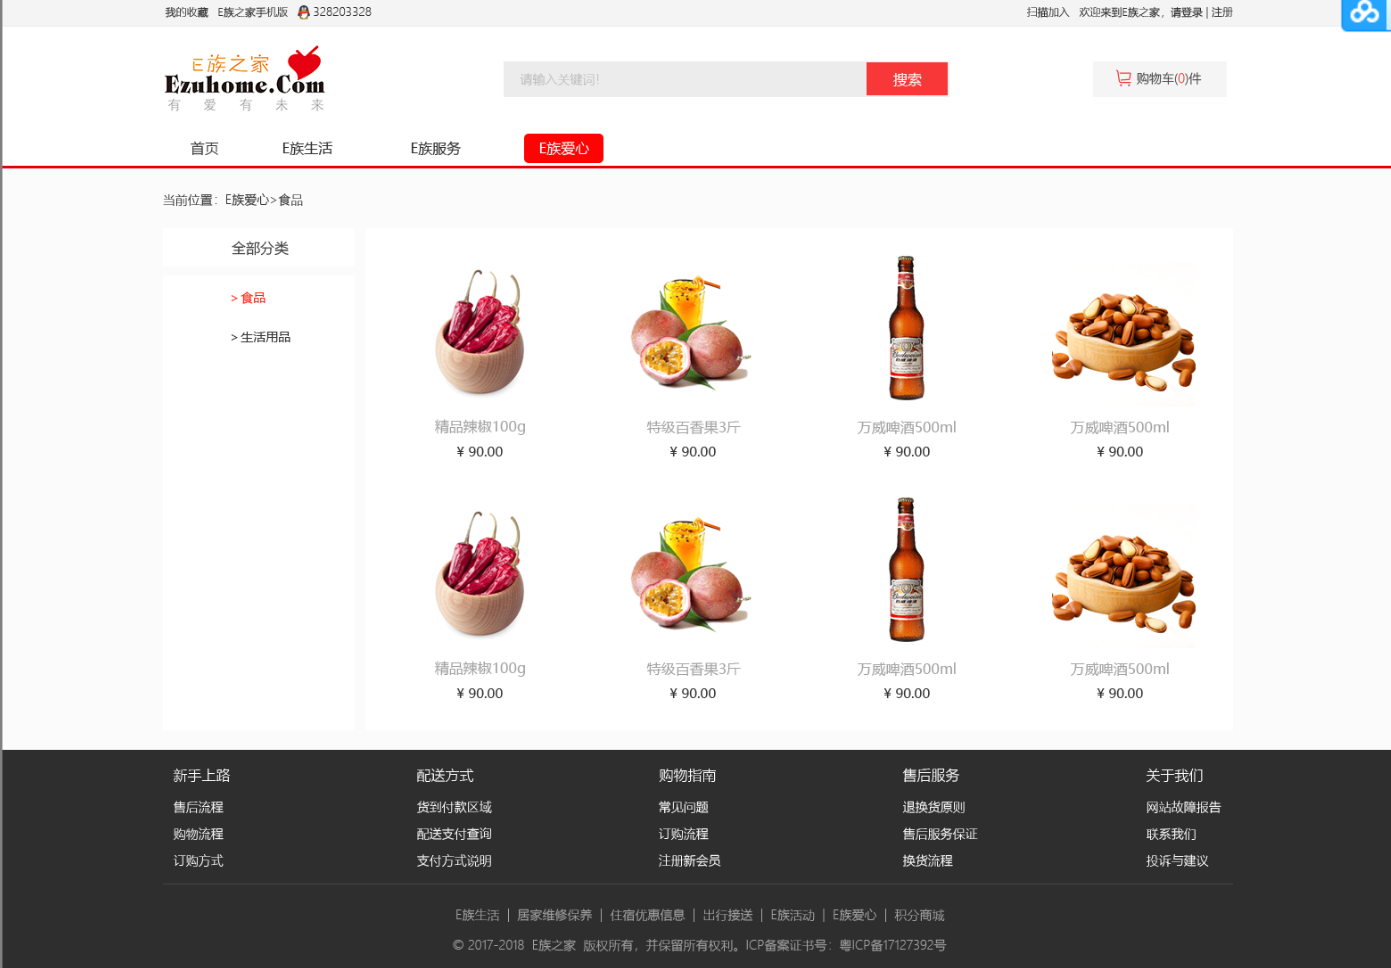 我的收藏 E族之家手机版 328203328 扫描加入 欢迎来到E族之家，请登录 | 注册
E族之家
Ezuhome.Com
有爱有未来
请输入关键词! 搜索 购物车(0)件
首页 E族生活 E族服务 E族爱心
当前位置：E族爱心>食品
全部分类
> 食品
> 生活用品
精品辣椒100g 特级百香果3斤 万威啤酒500ml 万威啤酒500ml
¥ 90.00 ¥ 90.00 ¥ 90.00 ¥ 90.00
精品辣椒100g 特级百香果3斤 万威啤酒500ml 万威啤酒500ml
¥ 90.00 ¥ 90.00 ¥ 90.00 ¥ 90.00
新手上路 配送方式 购物指南 售后服务 关于我们
售后流程 货到付款区域 常见问题 退换货原则 网站故障报告
购物流程 配送支付查询 订购流程 售后服务保证 联系我们
订购方式 支付方式说明 注册新会员 换货流程 投诉与建议
E族生活 | 居家维修保养 | 住宿优惠信息 | 出行接送 | E族活动 | E族爱心 | 积分商城
© 2017-2018 E族之家 版权所有，并保留所有权利。ICP备案证书号：粤ICP备17127392号